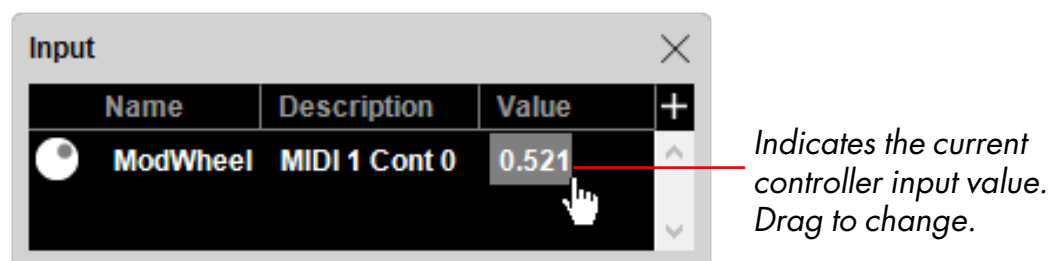 Input
Name Description Value +
ModWheel MIDI 1 Cont 0 0.521
Indicates the current
controller input value.
Drag to change.